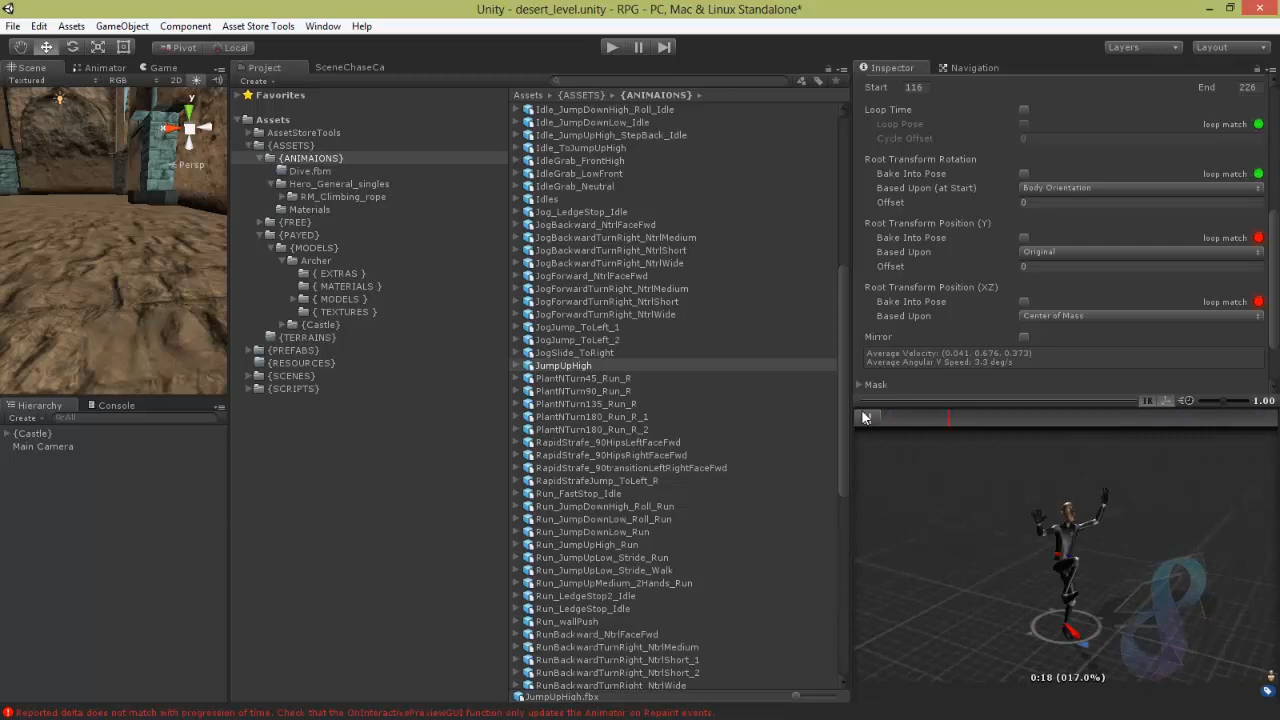 Unity - desert_level.unity - RPG - PC, Mac & Linux Standalone*
File Edit Assets GameObject Component Asset Store Tools Window Help
Pivot Local Layers Layout
Scene Animator Game
Textured RGB 2D
y
x
Persp
Hierarchy Console
Create All
{Castle}
Main Camera
Project SceneChaseCa
Create
Favorites
Assets
AssetStoreTools
{ASSETS}
{ANIMAIONS}
Dive.fbm
Hero_General_singles
RM_Climbing_rope
Materials
{FREE}
{PAYED}
{MODELS}
Archer
{ EXTRAS }
{ MATERIALS }
{ MODELS }
{ TEXTURES }
{Castle}
{TERRAINS}
{PREFABS}
{RESOURCES}
{SCENES}
{SCRIPTS}
Assets {ASSETS} {ANIMAIONS}
Idle_JumpDownHigh_Roll_Idle
Idle_JumpDownLow_Idle
Idle_JumpUpHigh_StepBack_Idle
Idle_ToJumpUpHigh
IdleGrab_FrontHigh
IdleGrab_LowFront
IdleGrab_Neutral
Idles
Jog_LedgeStop_Idle
JogBackward_NtrlFaceFwd
JogBackwardTurnRight_NtrlMedium
JogBackwardTurnRight_NtrlShort
JogBackwardTurnRight_NtrlWide
JogForward_NtrlFaceFwd
JogForwardTurnRight_NtrlMedium
JogForwardTurnRight_NtrlShort
JogForwardTurnRight_NtrlWide
JogJump_ToLeft_1
JogJump_ToLeft_2
JogSlide_ToRight
JumpUpHigh
PlantNTurn45_Run_R
PlantNTurn90_Run_R
PlantNTurn135_Run_R
PlantNTurn180_Run_R_1
PlantNTurn180_Run_R_2
RapidStrafe_90HipsLeftFaceFwd
RapidStrafe_90HipsRightFaceFwd
RapidStrafe_90transitionLeftRightFaceFwd
RapidStrafeJump_ToLeft_R
Run_FastStop_Idle
Run_JumpDownHigh_Roll_Run
Run_JumpDownLow_Roll_Run
Run_JumpDownLow_Run
Run_JumpUpHigh_Run
Run_JumpUpLow_Stride_Run
Run_JumpUpLow_Stride_Walk
Run_JumpUpMedium_2Hands_Run
Run_LedgeStop2_Idle
Run_LedgeStop_Idle
Run_wallPush
RunBackward_NtrlFaceFwd
RunBackwardTurnRight_NtrlMedium
RunBackwardTurnRight_NtrlShort_1
RunBackwardTurnRight_NtrlShort_2
RunBackwardTurnRight_NtrlWide
JumpUpHigh.fbx
Inspector Navigation
Start 116 End 226
Loop Time
Loop Pose loop match
Cycle Offset 0
Root Transform Rotation
Bake Into Pose loop match
Based Upon (at Start) Body Orientation
Offset 0
Root Transform Position (Y)
Bake Into Pose loop match
Based Upon Original
Offset 0
Root Transform Position (XZ)
Bake Into Pose loop match
Based Upon Center of Mass
Mirror
Average Velocity: (0.041, 0.676, 0.373)
Average Angular Y Speed: 3.3 deg/s
Mask
IK 1.00
0:18 (017.0%)
Reported delta does not match with progression of time. Check that the OnInteractivePreviewGUI function only updates the Animator on Repaint events.